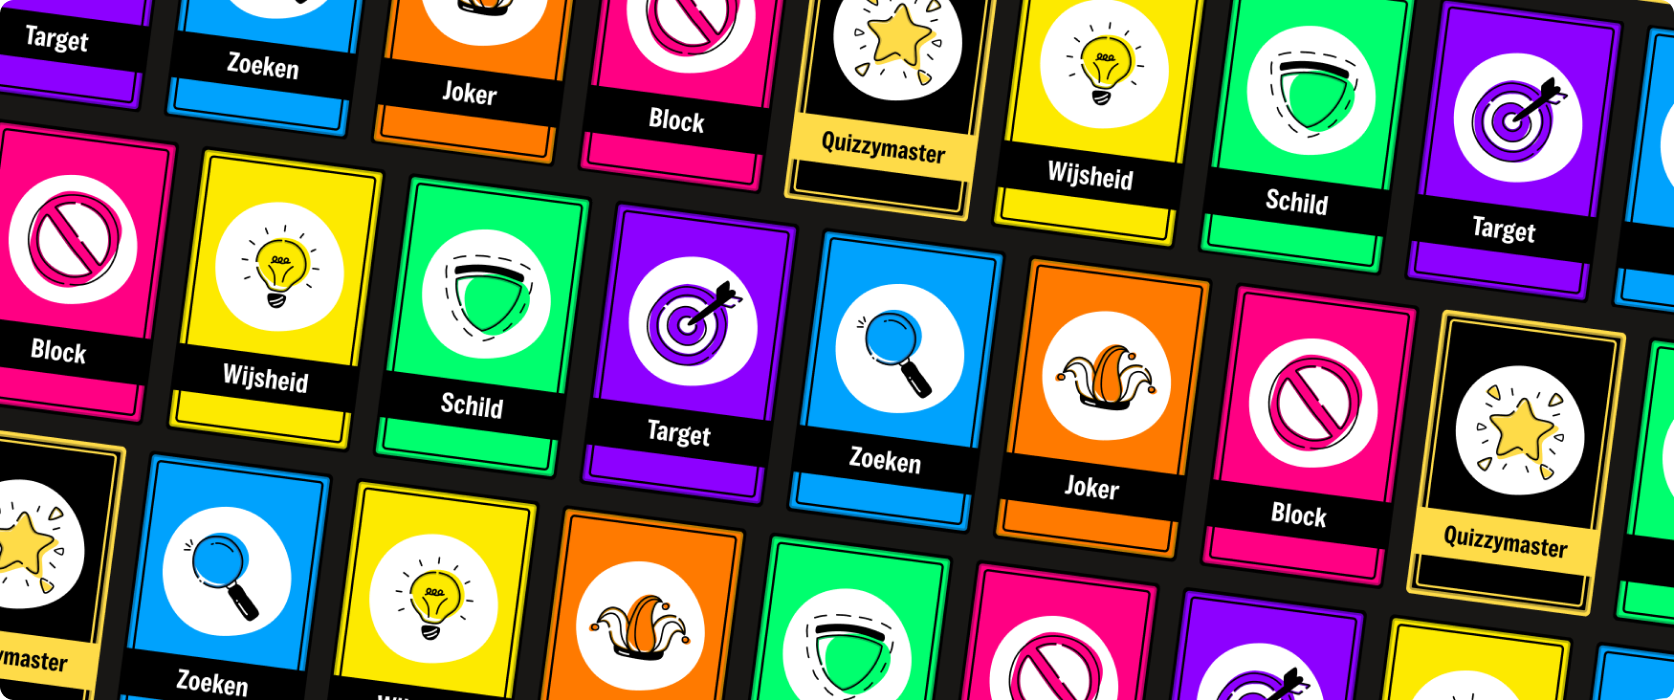 Target
Zoeken
Joker
Block
Quizzymaster
Wijsheid
Schild
Target
Block
Wijsheid
Schild
Target
Zoeken
Joker
Block
Quizzymaster
ymaster
Zoeken